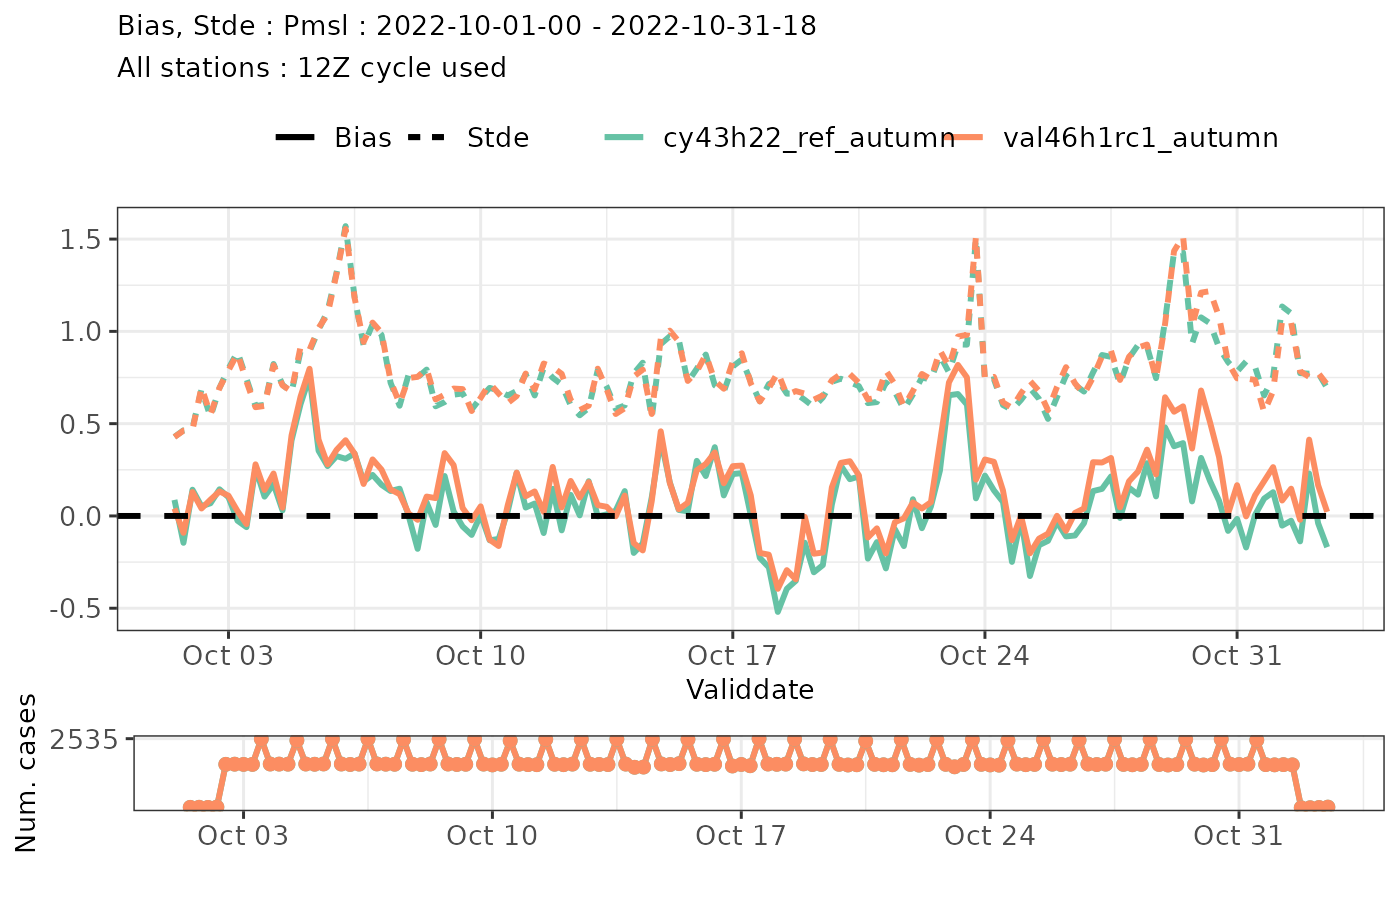 Bias, Stde : Pmsl : 2022-10-01-00 - 2022-10-31-18
All stations : 12Z cycle used
Bias Stde cy43h22_ref_autumn val46h1rc1_autumn
1.5
1.0
0.5
0.0
-0.5
Oct 03 Oct 10 Oct 17 Oct 24 Oct 31
Validdate
Num. cases
2535
Oct 03 Oct 10 Oct 17 Oct 24 Oct 31